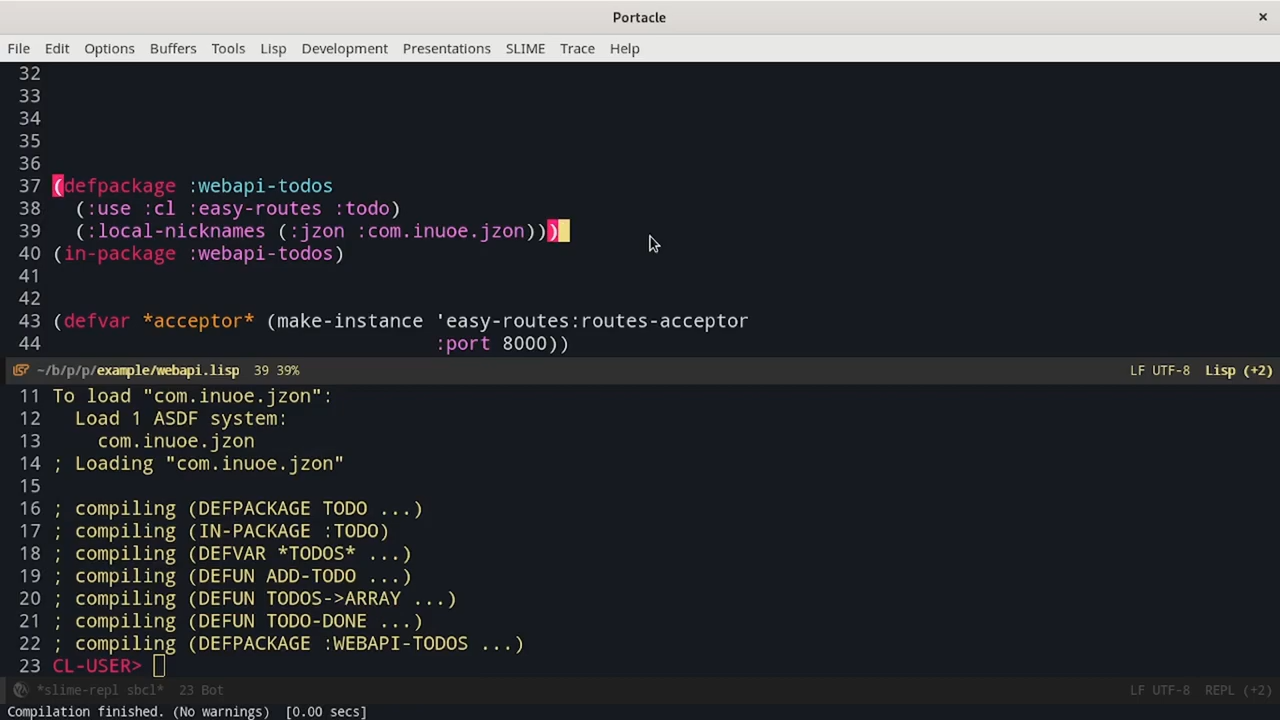 Portacle
×
File Edit Options Buffers Tools Lisp Development Presentations SLIME Trace Help
32
33
34
35
36
37 (defpackage :webapi-todos
38   (:use :cl :easy-routes :todo)
39   (:local-nicknames (:jzon :com.inuoe.jzon)))
40 (in-package :webapi-todos)
41
42
43 (defvar *acceptor* (make-instance 'easy-routes:routes-acceptor
44                                   :port 8000))
~/b/p/p/example/webapi.lisp 39 39% LF UTF-8 Lisp (+2)
11 To load "com.inuoe.jzon":
12   Load 1 ASDF system:
13     com.inuoe.jzon
14 ; Loading "com.inuoe.jzon"
15
16 ; compiling (DEFPACKAGE TODO ...)
17 ; compiling (IN-PACKAGE :TODO)
18 ; compiling (DEFVAR *TODOS* ...)
19 ; compiling (DEFUN ADD-TODO ...)
20 ; compiling (DEFUN TODOS->ARRAY ...)
21 ; compiling (DEFUN TODO-DONE ...)
22 ; compiling (DEFPACKAGE :WEBAPI-TODOS ...)
23 CL-USER>
*slime-repl sbcl* 23 Bot LF UTF-8 REPL (+2)
Compilation finished. (No warnings) [0.00 secs]